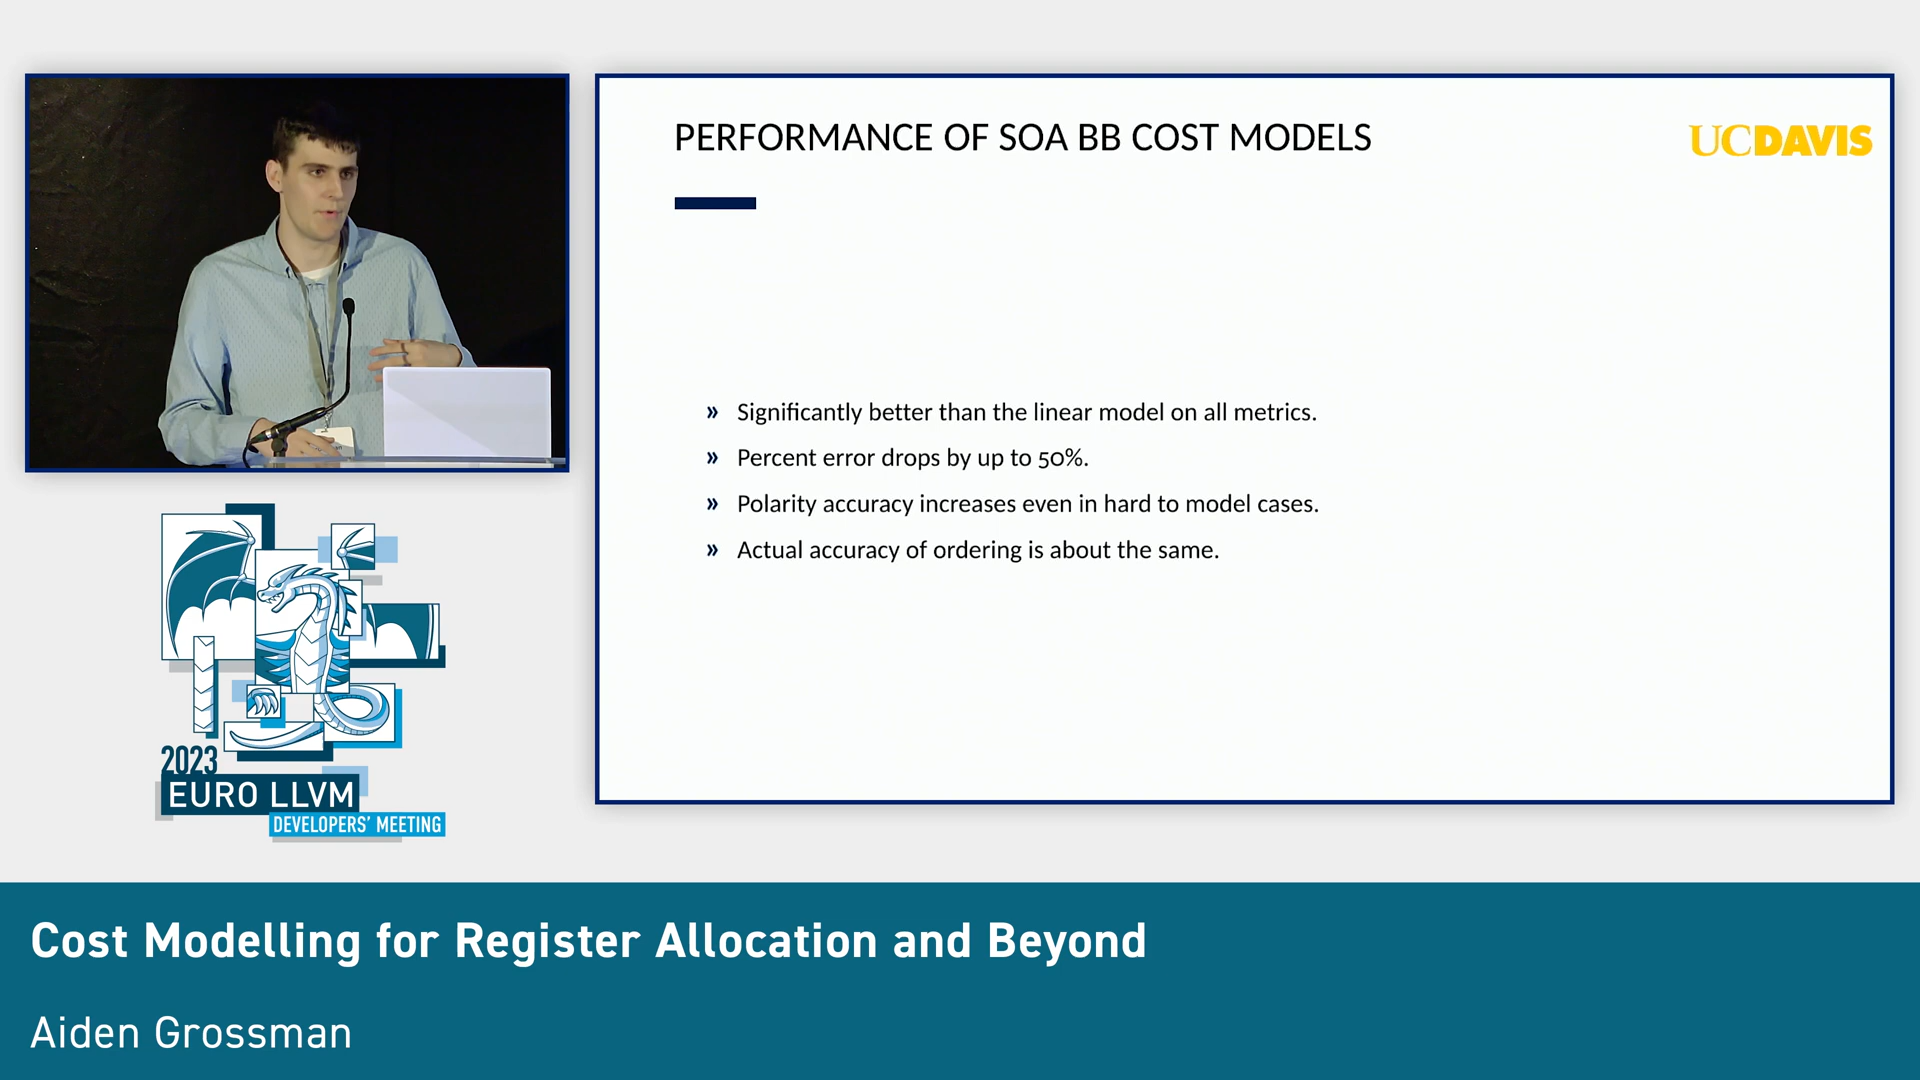 PERFORMANCE OF SOA BB COST MODELS
UCDAVIS
» Significantly better than the linear model on all metrics.
» Percent error drops by up to 50%.
» Polarity accuracy increases even in hard to model cases.
» Actual accuracy of ordering is about the same.
2023
EURO LLVM
DEVELOPERS' MEETING
Cost Modelling for Register Allocation and Beyond
Aiden Grossman